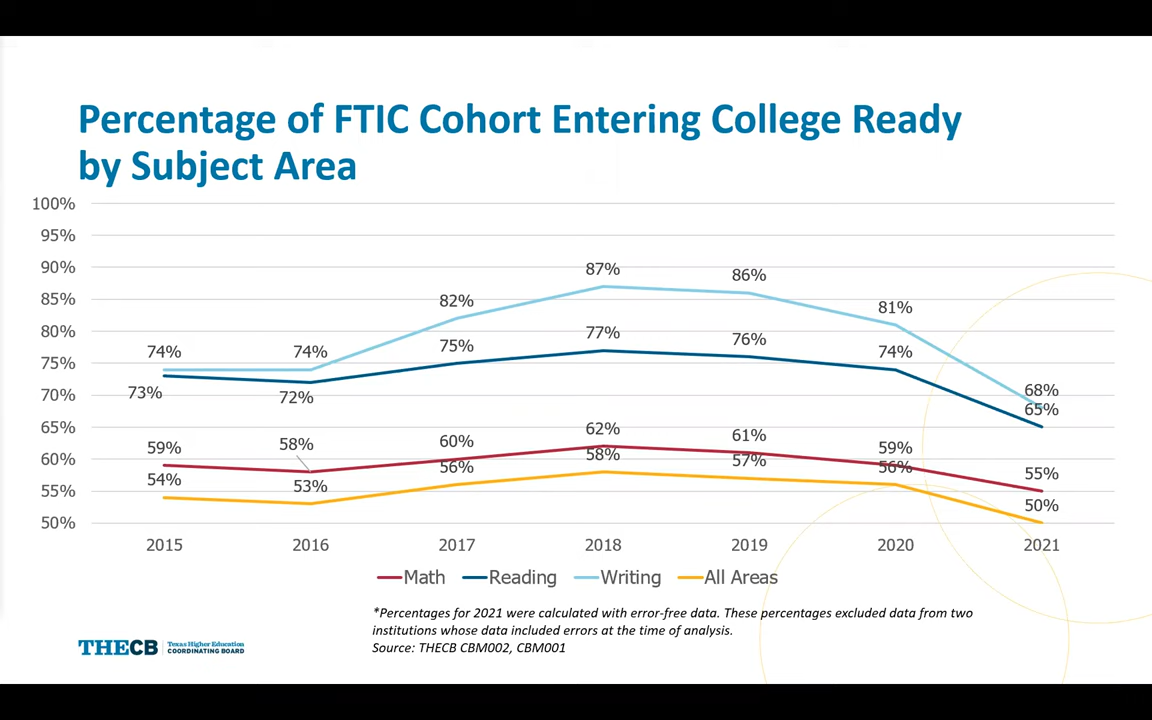 Percentage of FTIC Cohort Entering College Ready
by Subject Area
100%
95%
90%
85%
80%
75%
70%
65%
60%
55%
50%
74% 74% 82% 87% 86% 81% 68%
73% 72% 75% 77% 76% 74% 65%
59% 58% 60% 62% 61% 59% 55%
54% 53% 56% 58% 57% 56% 50%
2015 2016 2017 2018 2019 2020 2021
Math Reading Writing All Areas
*Percentages for 2021 were calculated with error-free data. These percentages excluded data from two
institutions whose data included errors at the time of analysis.
Source: THECB CBM002, CBM001
THECB
Texas Higher Education
COORDINATING BOARD